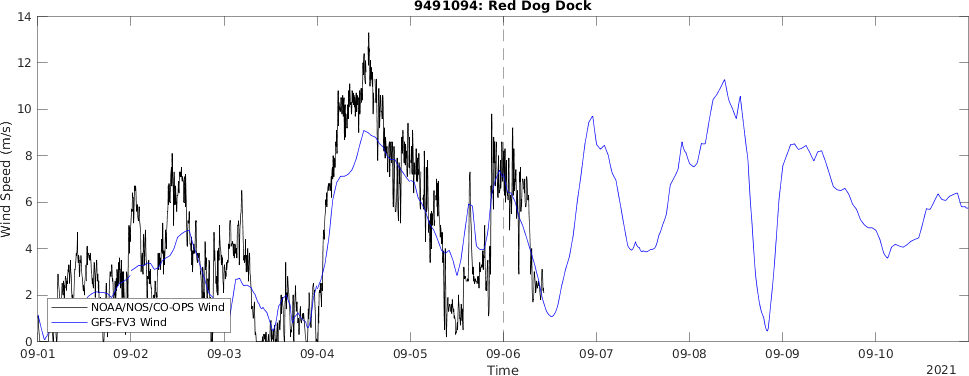 9491094: Red Dog Dock
14
12
10
8
6
4
2
0
Wind Speed (m/s)
NOAA/NOS/CO-OPS Wind
GFS-FV3 Wind
09-01 09-02 09-03 09-04 09-05 09-06 09-07 09-08 09-09 09-10
Time
2021